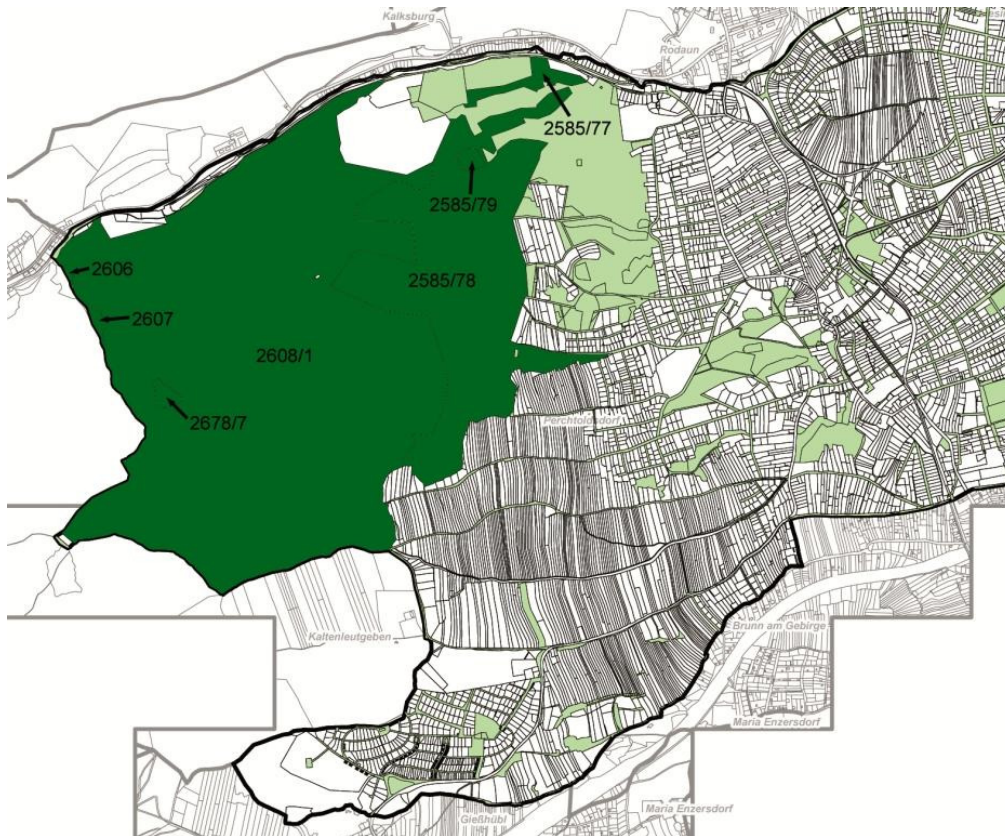 Kalksburg
Rodaun
2585/77
2585/79
2606
2585/78
2607
2608/1
2678/7
Perchtoldsdorf
Brunn am Gebirge
Kaltenleutgeben
Maria Enzersdorf
Maria Enzersdorf
Gießhübl